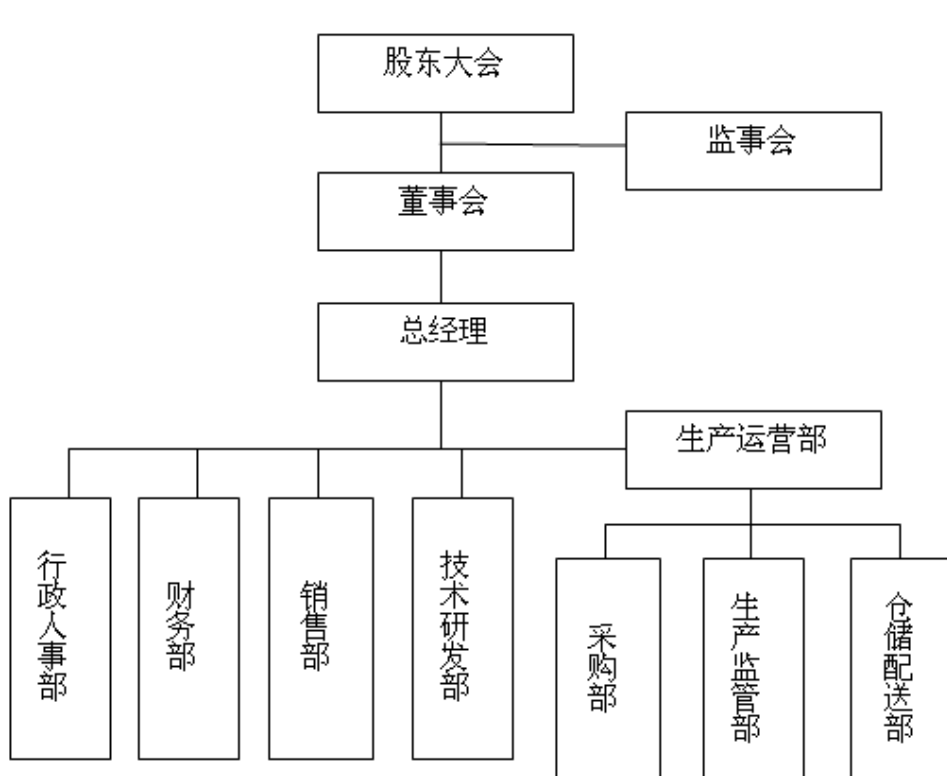 股东大会
监事会
董事会
总经理
生产运营部
行政人事部
财务部
销售部
技术研发部
采购部
生产监管部
仓储配送部